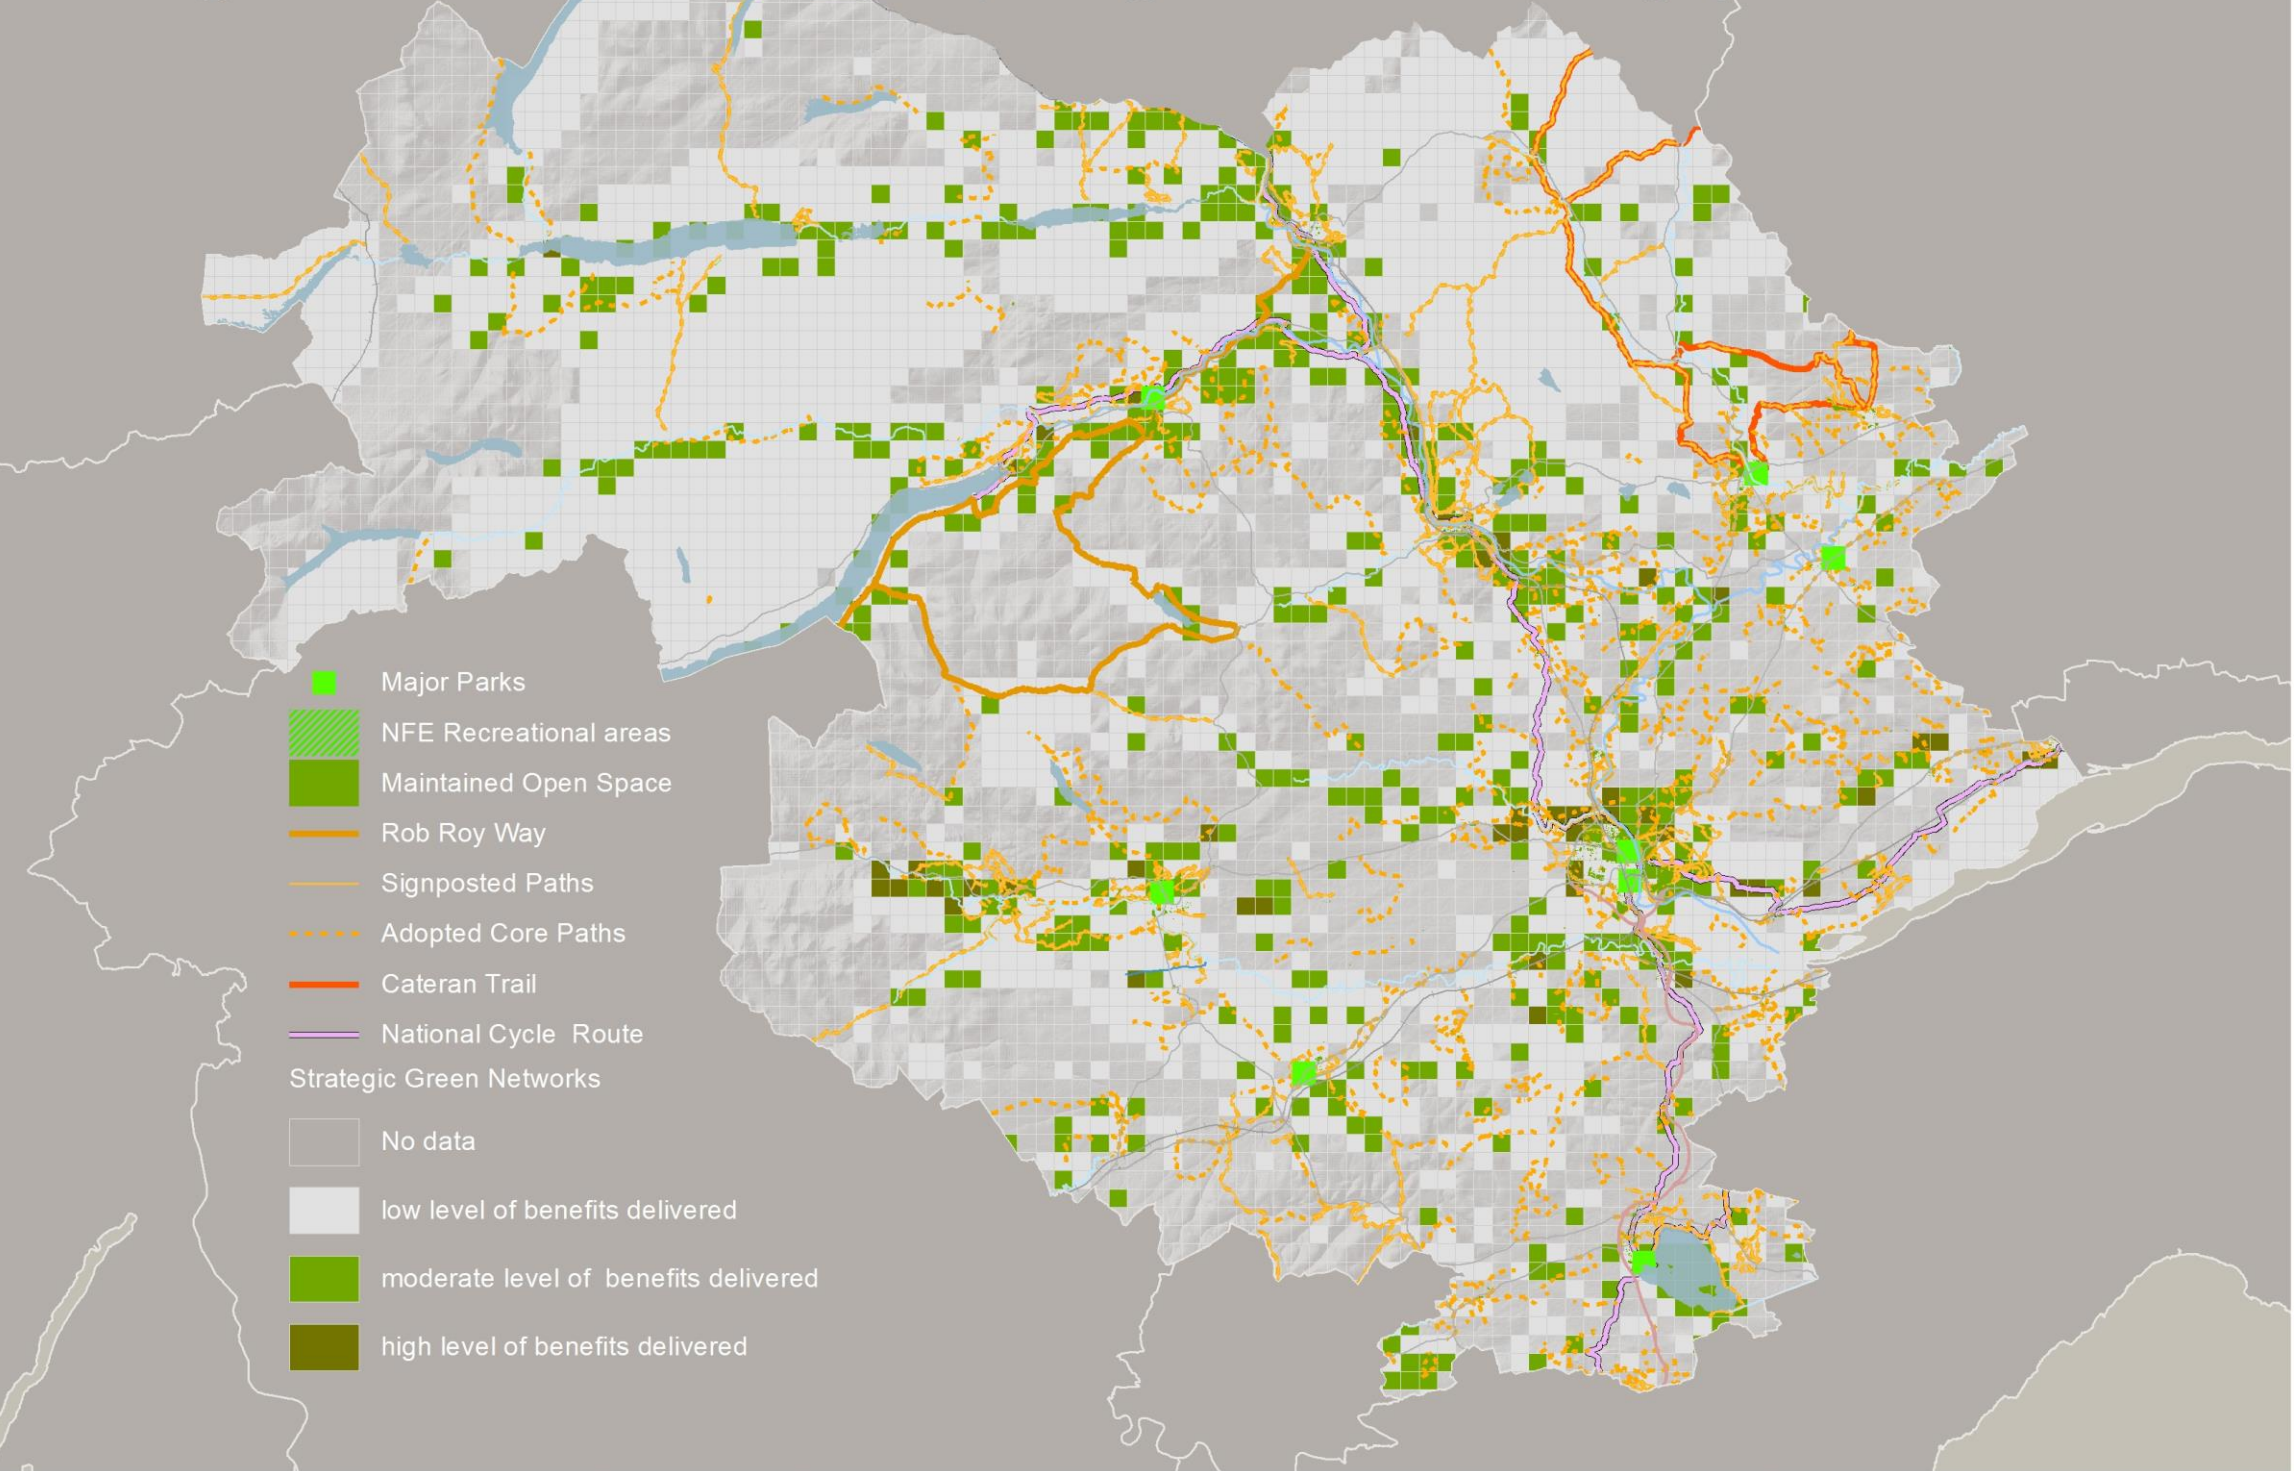 Major Parks
NFE Recreational areas
Maintained Open Space
Rob Roy Way
Signposted Paths
Adopted Core Paths
Cateran Trail
National Cycle Route
Strategic Green Networks
No data
low level of benefits delivered
moderate level of benefits delivered
high level of benefits delivered